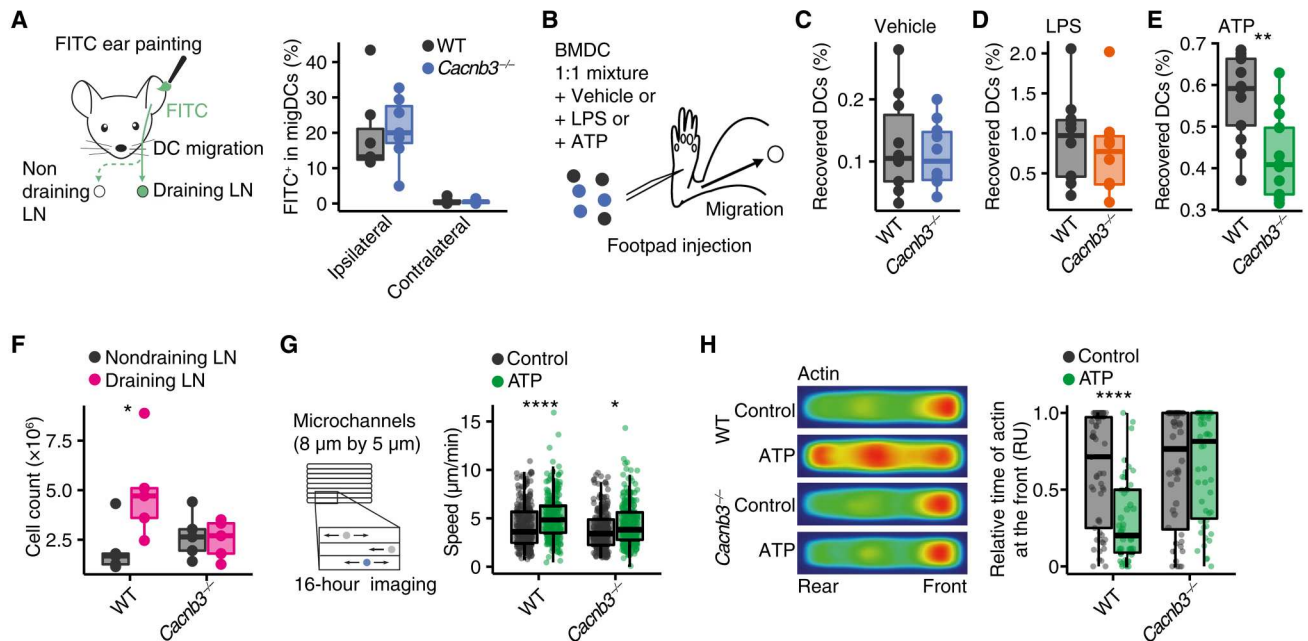 A
FITC ear painting
FITC
DC migration
Non
draining
LN
Draining LN
FITC⁺ in migDCs (%)
40
30
20
10
0
WT
Cacnb3⁻/⁻
Ipsilateral
Contralateral
B
BMDC
1:1 mixture
+ Vehicle or
+ LPS or
+ ATP
Migration
Footpad injection
C
Vehicle
Recovered DCs (%)
0.2
0.1
WT
Cacnb3⁻/⁻
D
LPS
Recovered DCs (%)
2.0
1.5
1.0
0.5
WT
Cacnb3⁻/⁻
E
ATP
**
Recovered DCs (%)
0.7
0.6
0.5
0.4
0.3
WT
Cacnb3⁻/⁻
F
Nondraining LN
Draining LN
*
Cell count (×10⁶)
7.5
5.0
2.5
WT
Cacnb3⁻/⁻
G
Microchannels
(8 µm by 5 µm)
16-hour imaging
Control
ATP
**** *
Speed (µm/min)
15
10
5
0
WT
Cacnb3⁻/⁻
H
Actin
WT
Control
ATP
Cacnb3⁻/⁻
Control
ATP
Rear Front
Control
ATP
****
Relative time of actin
at the front (RU)
1.0
0.5
0
WT
Cacnb3⁻/⁻